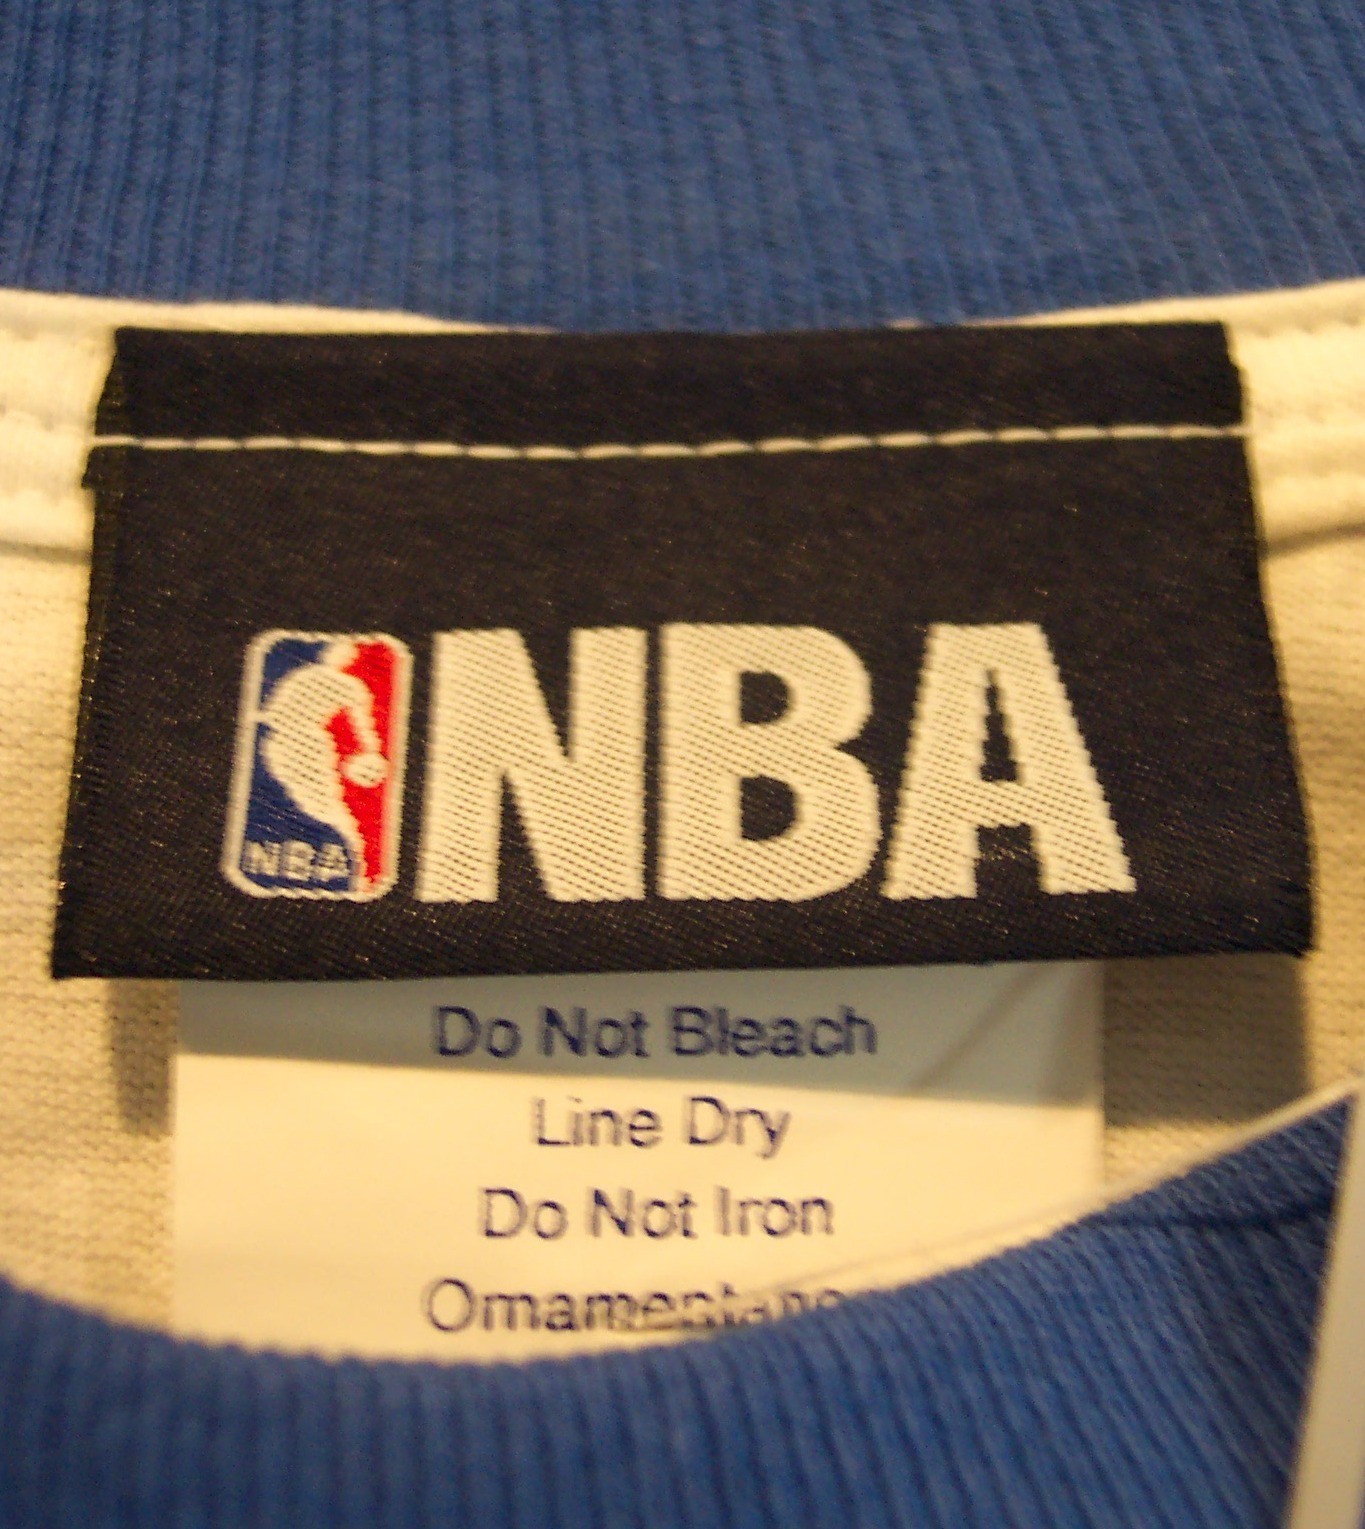 NBA
NBA
Do Not Bleach
Line Dry
Do Not Iron